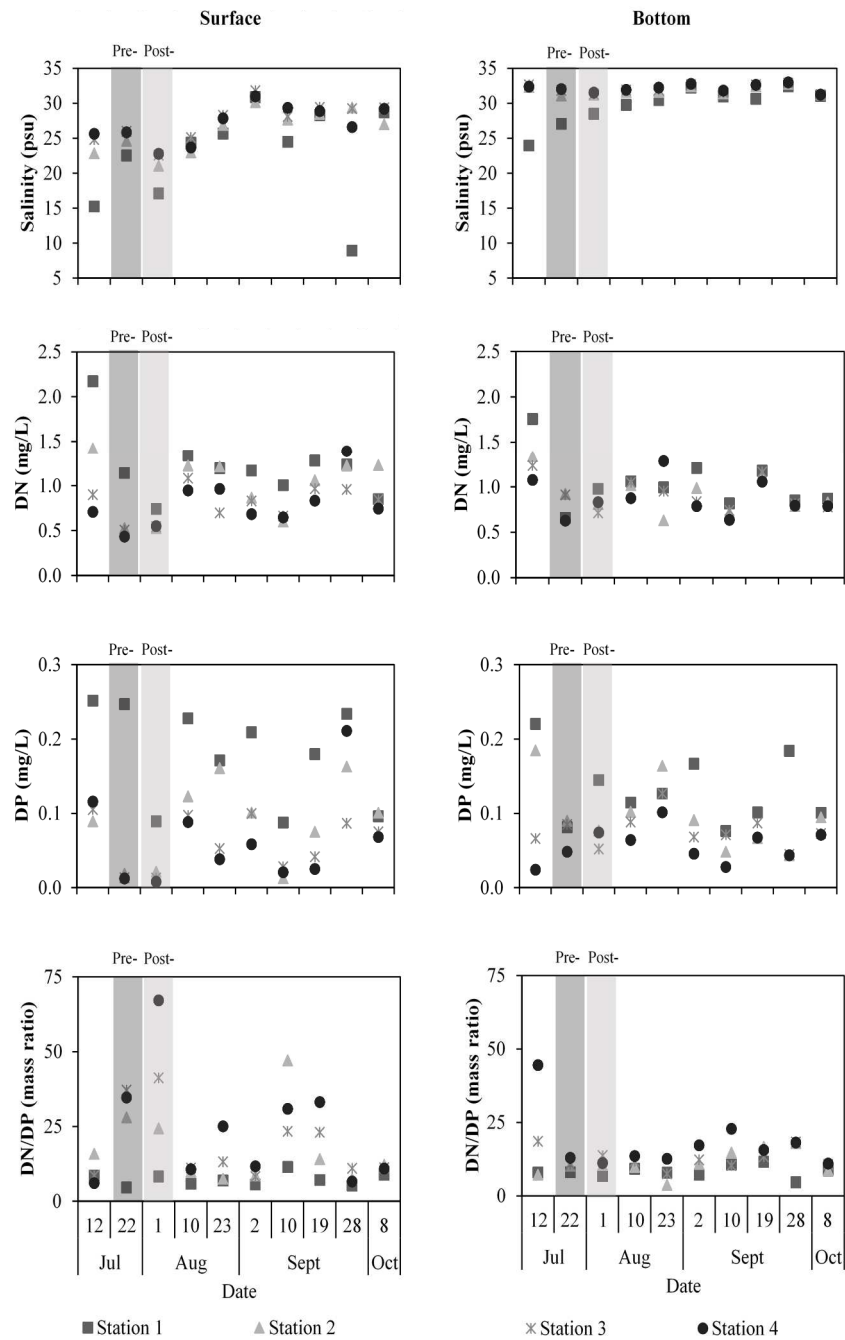 Surface
Bottom
Pre- Post-
Pre- Post-
Salinity (psu)
35
30
25
20
15
10
5
Salinity (psu)
35
30
25
20
15
10
5
Pre- Post-
Pre- Post-
DN (mg/L)
2.5
2.0
1.5
1.0
0.5
0.0
DN (mg/L)
2.5
2.0
1.5
1.0
0.5
0.0
Pre- Post-
Pre- Post-
DP (mg/L)
0.3
0.2
0.1
0.0
DP (mg/L)
0.3
0.2
0.1
0.0
Pre- Post-
Pre- Post-
DN/DP (mass ratio)
75
50
25
0
DN/DP (mass ratio)
75
50
25
0
12 22 1 10 23 2 10 19 28 8
Jul Aug Sept Oct
Date
12 22 1 10 23 2 10 19 28 8
Jul Aug Sept Oct
Date
Station 1 Station 2 Station 3 Station 4